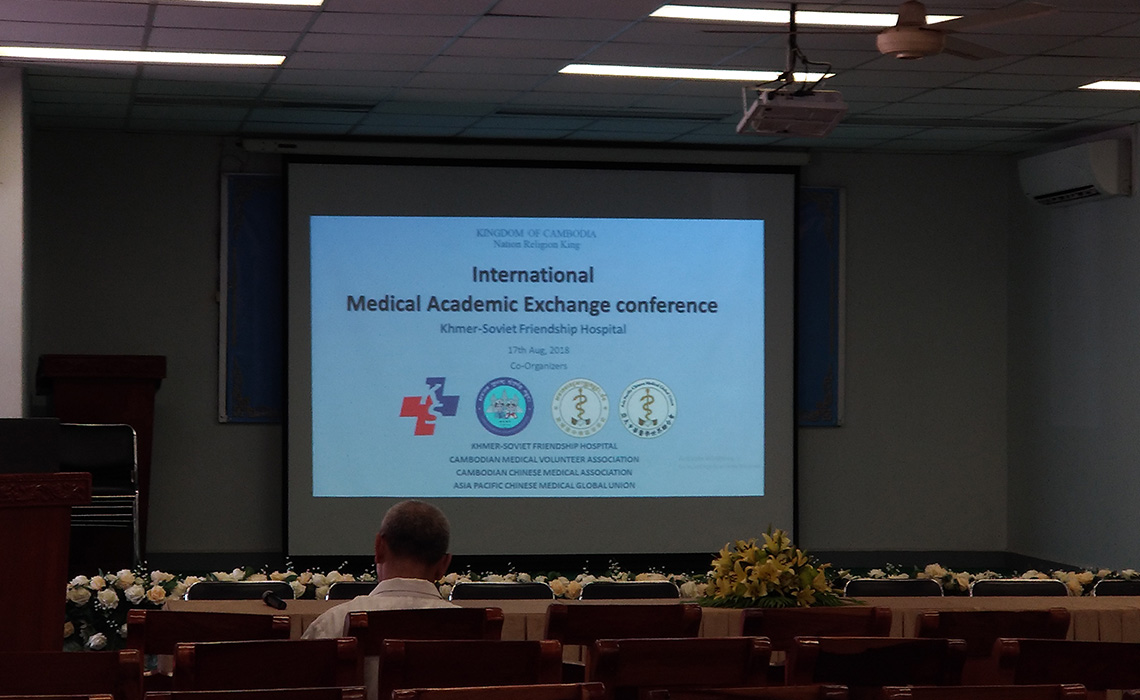 KINGDOM OF CAMBODIA
Nation Religion King
International
Medical Academic Exchange conference
Khmer-Soviet Friendship Hospital
17th Aug, 2018
Co-Organizers
KS
KHMER-SOVIET FRIENDSHIP HOSPITAL
CAMBODIAN MEDICAL VOLUNTEER ASSOCIATION
CAMBODIAN CHINESE MEDICAL ASSOCIATION
ASIA PACIFIC CHINESE MEDICAL GLOBAL UNION